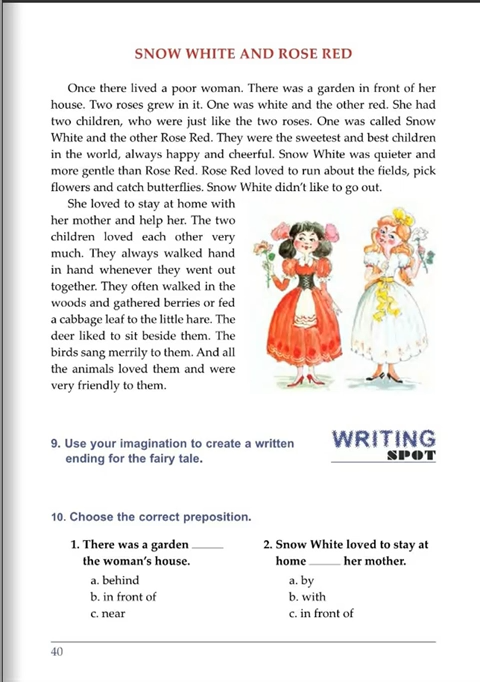 SNOW WHITE AND ROSE RED
Once there lived a poor woman. There was a garden in front of her
house. Two roses grew in it. One was white and the other red. She had
two children, who were just like the two roses. One was called Snow
White and the other Rose Red. They were the sweetest and best children
in the world, always happy and cheerful. Snow White was quieter and
more gentle than Rose Red. Rose Red loved to run about the fields, pick
flowers and catch butterflies. Snow White didn't like to go out.
She loved to stay at home with
her mother and help her. The two
children loved each other very
much. They always walked hand
in hand whenever they went out
together. They often walked in the
woods and gathered berries or fed
a cabbage leaf to the little hare. The
deer liked to sit beside them. The
birds sang merrily to them. And all
the animals loved them and were
very friendly to them.
9. Use your imagination to create a written
ending for the fairy tale.
WRITING
SPOT
10. Choose the correct preposition.
1. There was a garden _____
the woman's house.
a. behind
b. in front of
c. near
2. Snow White loved to stay at
home _____ her mother.
a. by
b. with
c. in front of
40